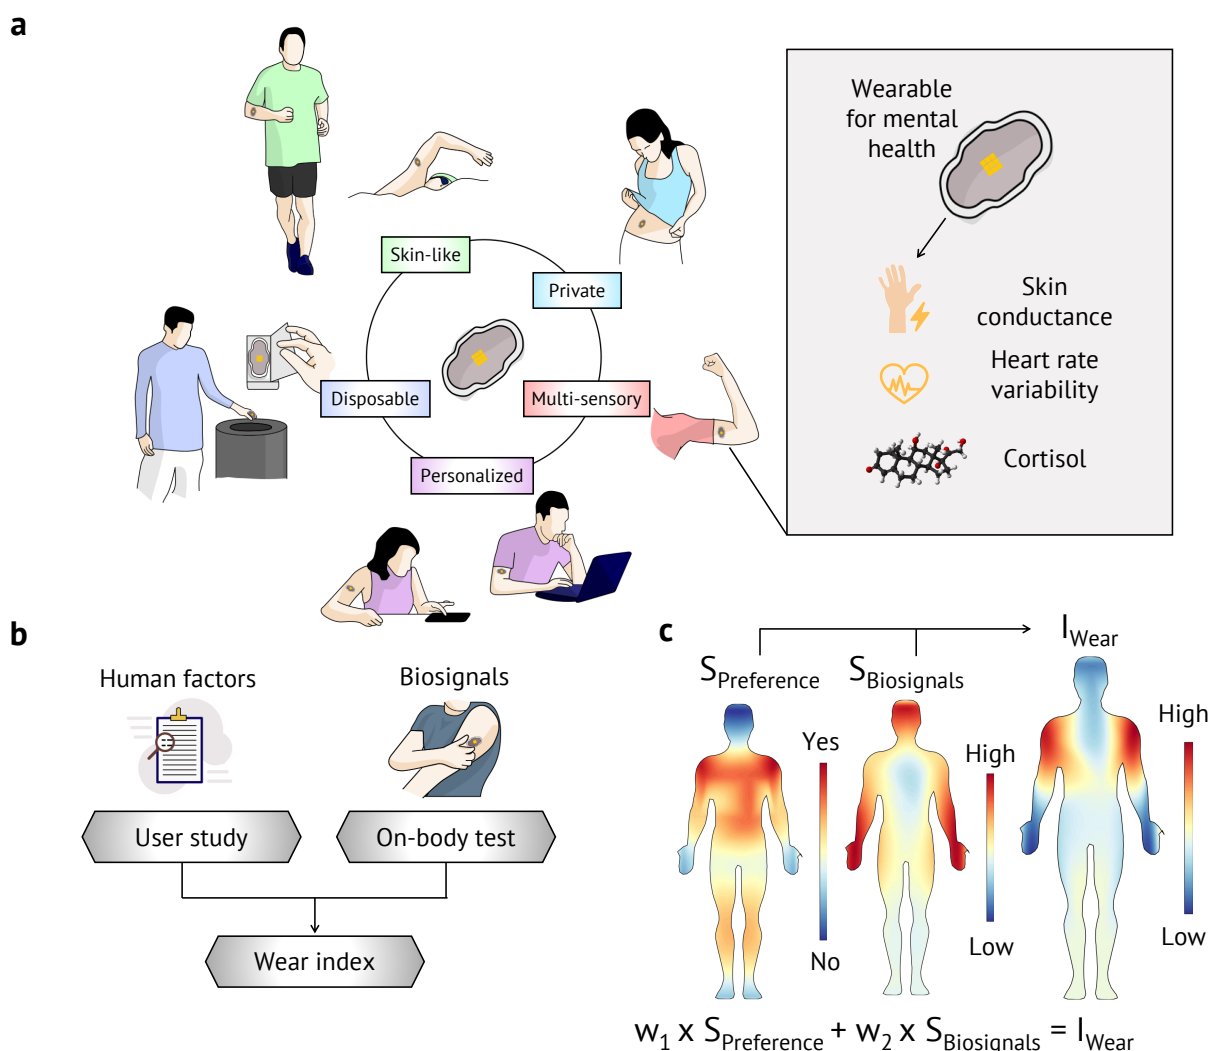 a
Wearable
for mental
health
Skin-like
Private
Disposable
Multi-sensory
Personalized
Skin
conductance
Heart rate
variability
Cortisol
b
Human factors
Biosignals
User study
On-body test
Wear index
c
S_Preference
S_Biosignals
I_Wear
Yes
No
High
Low
High
Low
w_1 x S_Preference + w_2 x S_Biosignals = I_Wear